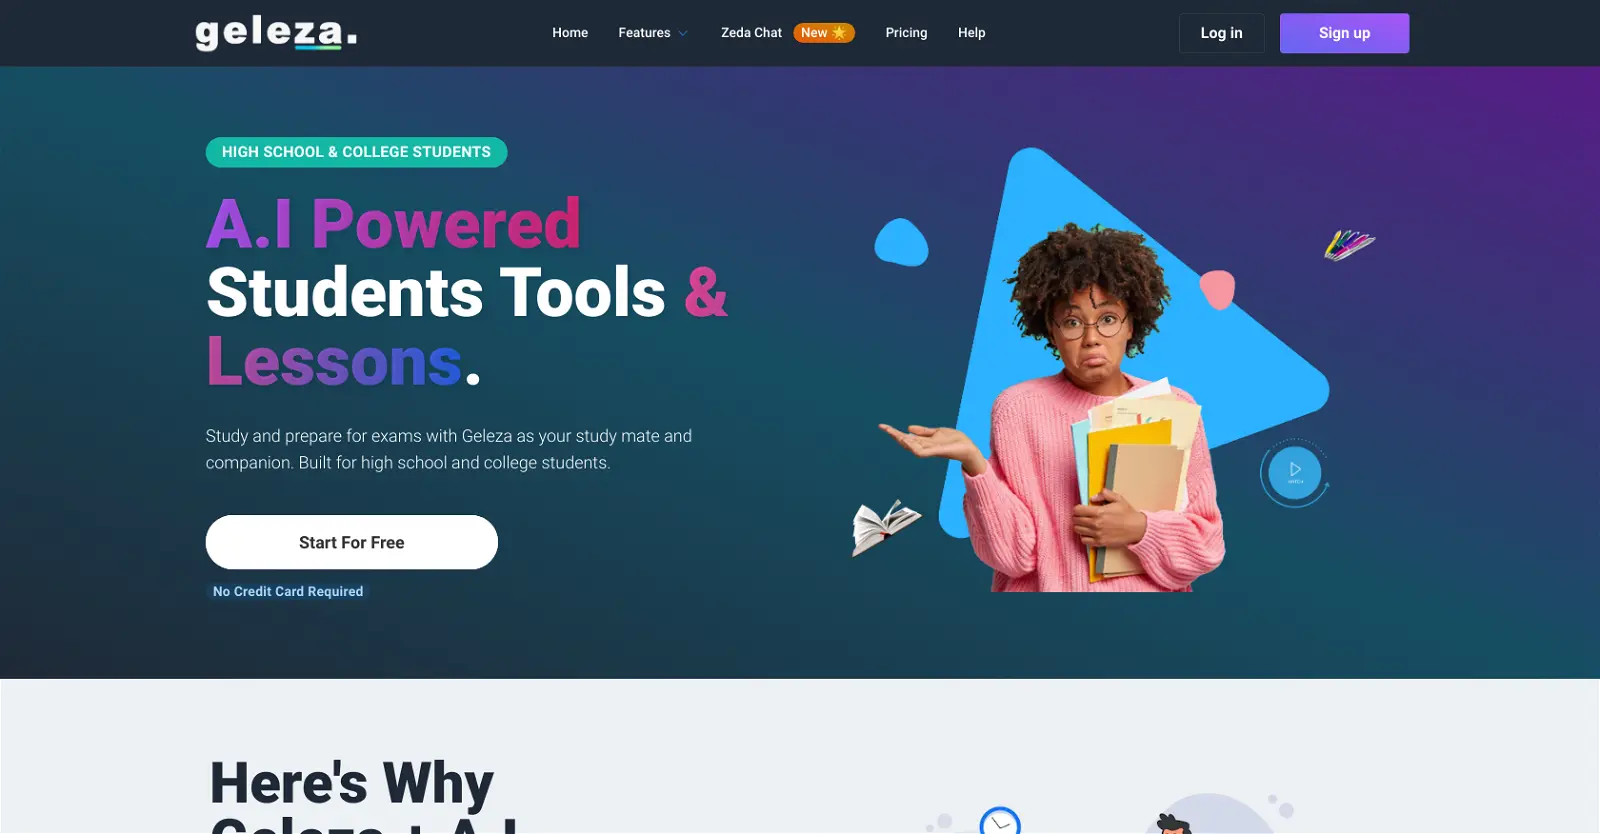 geleza.
Home
Features
Zeda Chat
New
Pricing
Help
Log in
Sign up
HIGH SCHOOL & COLLEGE STUDENTS
A.I Powered
Students Tools &
Lessons.
Study and prepare for exams with Geleza as your study mate and
companion. Built for high school and college students.
Start For Free
No Credit Card Required
Here's Why
Geleza + A.I